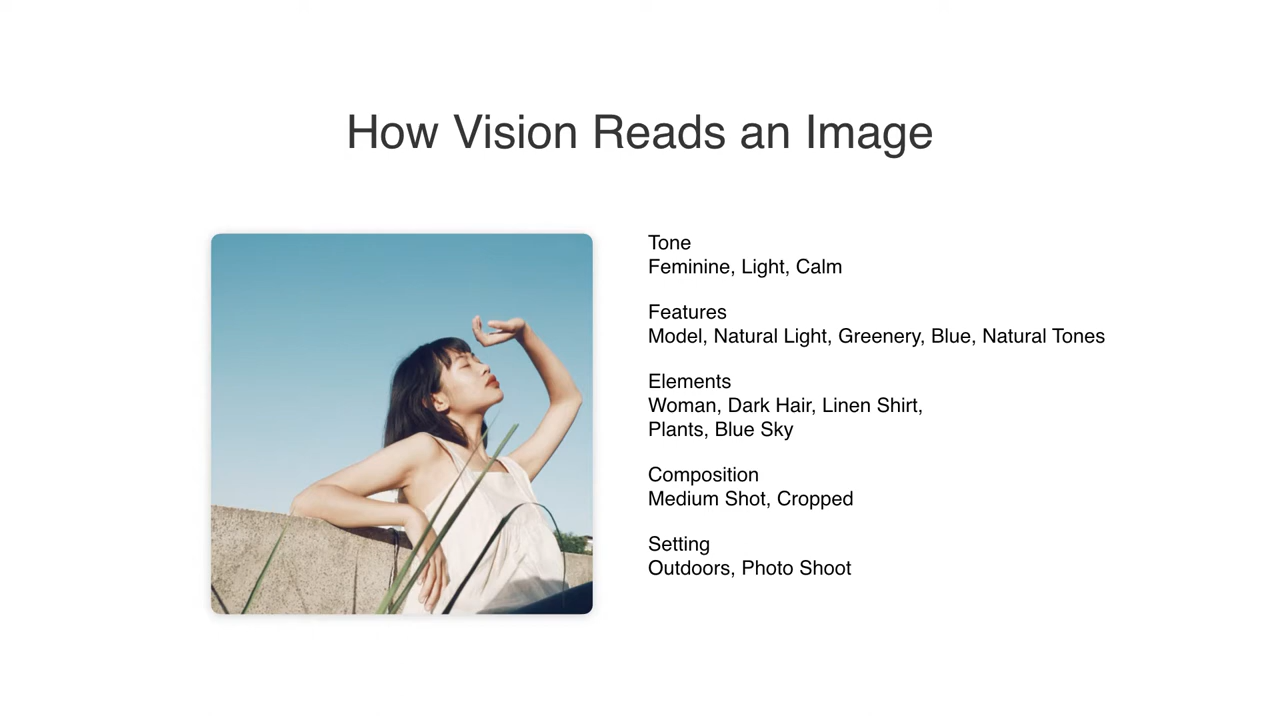 How Vision Reads an Image
Tone
Feminine, Light, Calm
Features
Model, Natural Light, Greenery, Blue, Natural Tones
Elements
Woman, Dark Hair, Linen Shirt,
Plants, Blue Sky
Composition
Medium Shot, Cropped
Setting
Outdoors, Photo Shoot